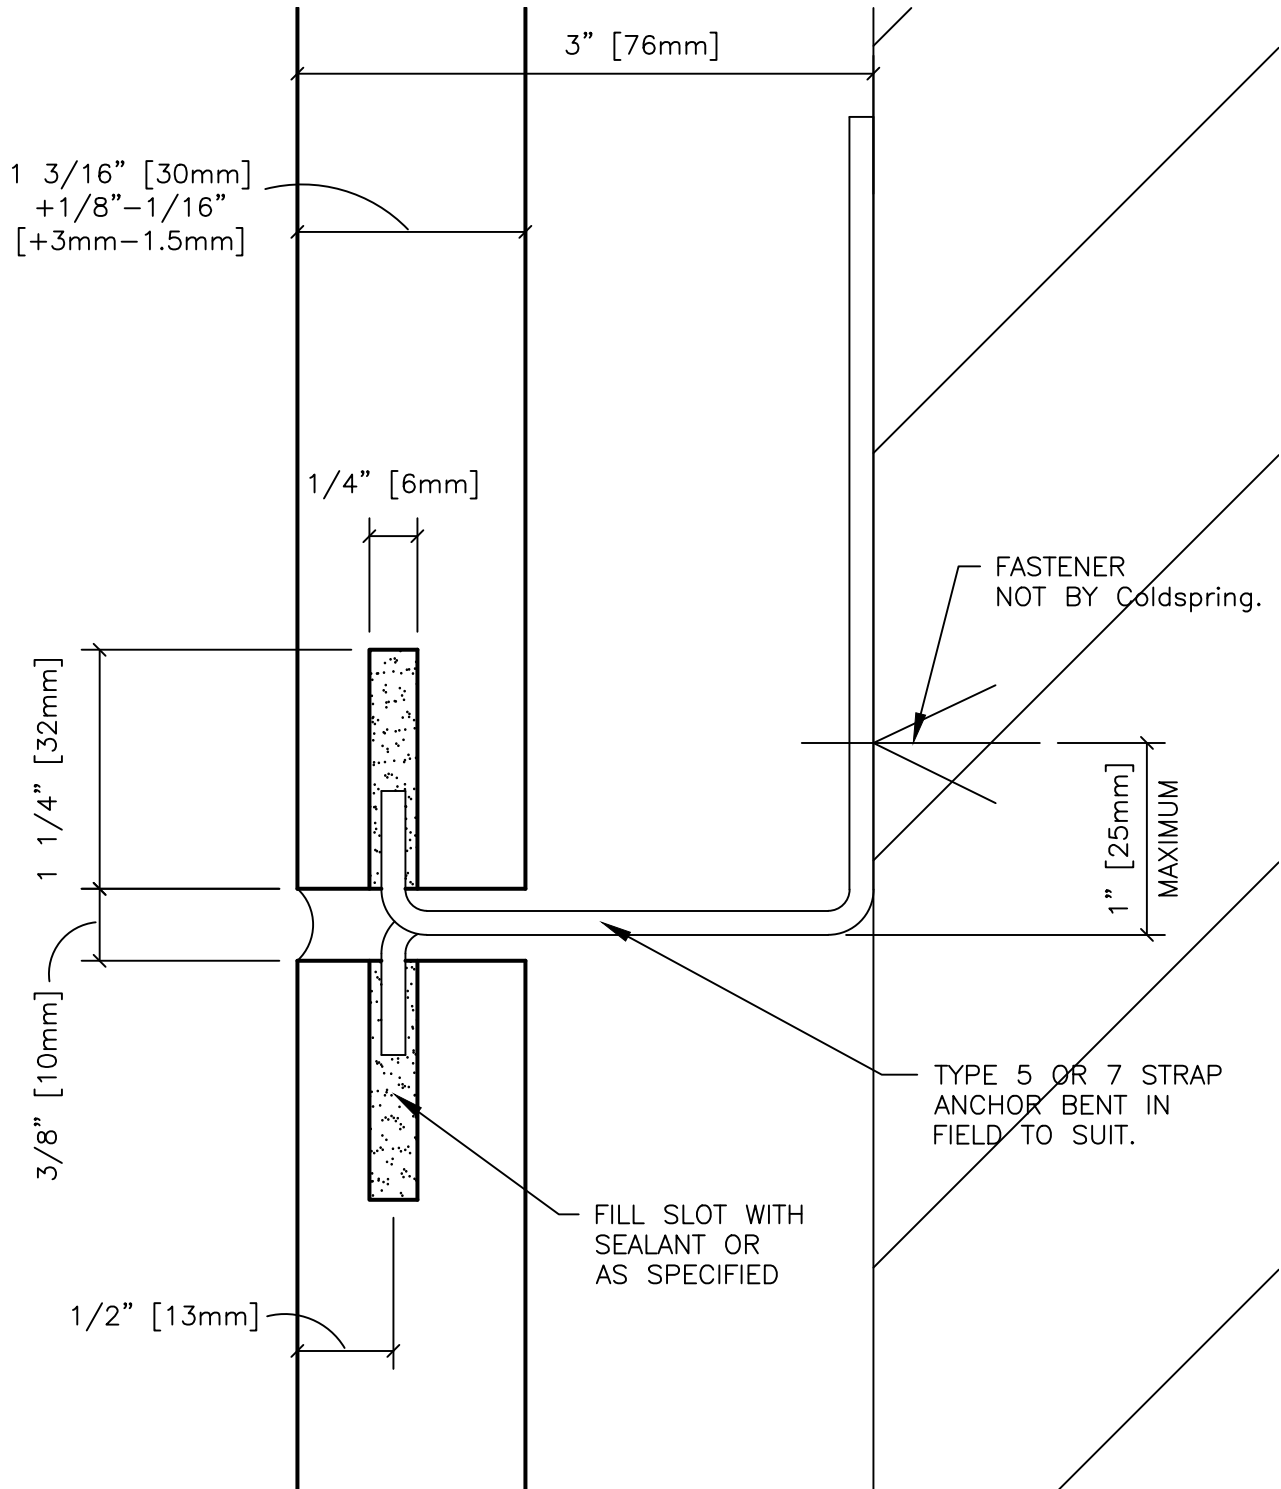 3” [76mm]
1 3/16” [30mm]
+1/8”−1/16”
[+3mm−1.5mm]
1/4” [6mm]
FASTENER
NOT BY Coldspring.
1 1/4” [32mm]
1” [25mm]
MAXIMUM
3/8” [10mm]
TYPE 5 OR 7 STRAP
ANCHOR BENT IN
FIELD TO SUIT.
FILL SLOT WITH
SEALANT OR
AS SPECIFIED
1/2” [13mm]